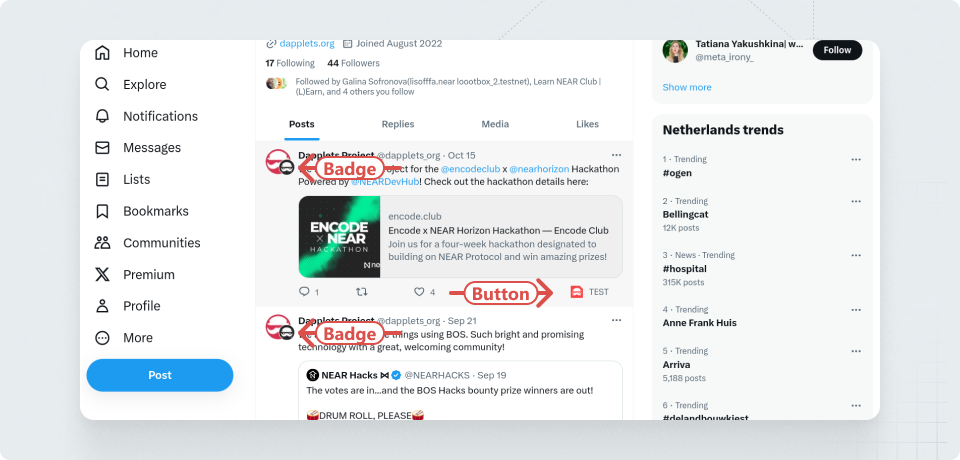 Home
Explore
Notifications
Messages
Lists
Bookmarks
Communities
Premium
Profile
More
Post
dapplets.org Joined August 2022
17 Following 44 Followers
Followed by Galina Sofronova(lisofffa.near loootbox_2.testnet), Learn NEAR Club |
(L)Earn, and 4 others you follow
Posts Replies Media Likes
Dapplets Project @dapplets_org · Oct 15
Badge
for the @encodeclub x @nearhorizon Hackathon
Powered by @NEARDevHub! Check out the hackathon details here:
ENCODE
× NEAR
HACKATHON
encode.club
Encode x NEAR Horizon Hackathon — Encode Club
Join us for a four-week hackathon designated to
building on NEAR Protocol and win amazing prizes!
1 4
Button
TEST
Dapplets Project @dapplets_org · Sep 21
Badge
things using BOS. Such bright and promising
technology with a great, welcoming community!
NEAR Hacks @NEARHACKS · Sep 19
The votes are in...and the BOS Hacks bounty prize winners are out!
🥁DRUM ROLL, PLEASE🥁
Tatiana Yakushkina| w...
@meta_irony_
Follow
Show more
Netherlands trends
1 · Trending
#ogen
2 · Trending
Bellingcat
12K posts
3 · News · Trending
#hospital
315K posts
4 · Trending
Anne Frank Huis
5 · Trending
Arriva
5,188 posts
6 · Trending
#delandbouwkiest